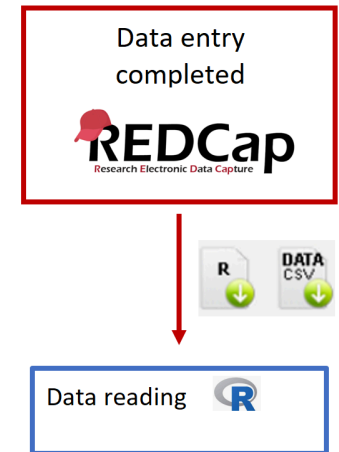 Data entry
completed
REDCap
Research Electronic Data Capture
R
DATA
CSV
Data reading R